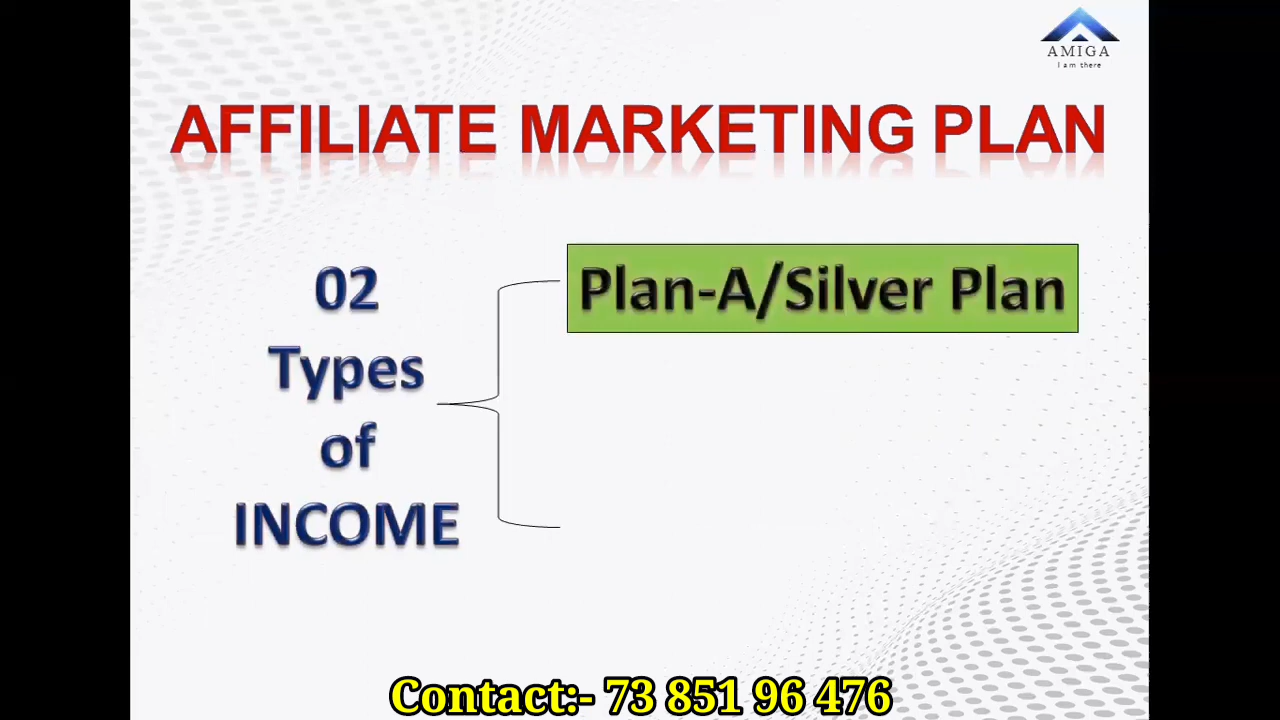 AMIGA
I am there
AFFILIATE MARKETING PLAN
02
Types
of
INCOME
Plan-A/Silver Plan
Contact:- 73 851 96 476